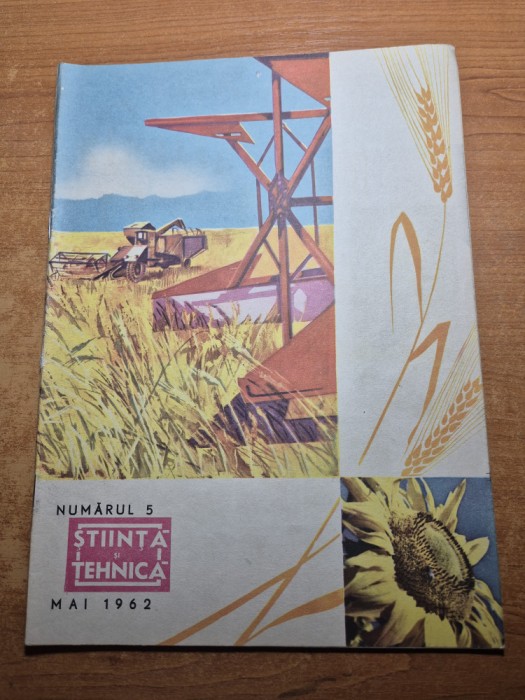 NUMĂRUL 5
ȘTIINȚĂ
ȘI
TEHNICĂ
MAI 1962